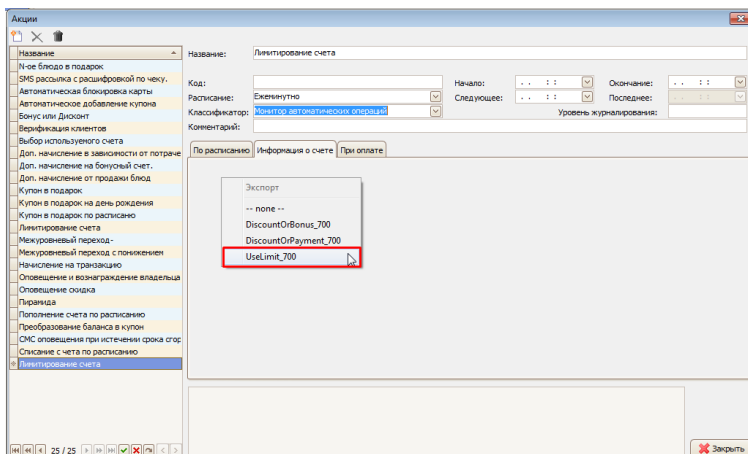 Акции
Название
N-ое блюдо в подарок
SMS рассылка с расшифровкой по чеку.
Автоматическая блокировка карты
Автоматическое добавление купона
Бонус или Дисконт
Верификация клиентов
Выбор используемого счета
Доп. начисление в зависимости от потраче
Доп. начисление на бонусный счет.
Доп. начисление от продажи блюд
Купон в подарок
Купон в подарок на день рождения
Купон в подарок по расписаню
Лимитирование счета
Межуровневый переход-
Межуровневый переход с понижением
Начисление на транзакцию
Оповещение и вознаграждение владельца
Оповещение скидка
Пирамида
Пополнение счета по расписанию
Преобразование баланса в купон
СМС оповещения при истечении срока сгор
Списание с чета по расписанию
Лимитирование счета
25 / 25
Название: Лимитирование счета
Код: Начало: . . : : Окончание: . . : :
Расписание: Ежеминутно Следующее: . . : : Последнее: . . : :
Классификатор: Монитор автоматических операций Уровень журналирования:
Комментарий:
По расписанию Информация о счете При оплате
Экспорт
-- none --
DiscountOrBonus_700
DiscountOrPayment_700
UseLimit_700
Закрыть